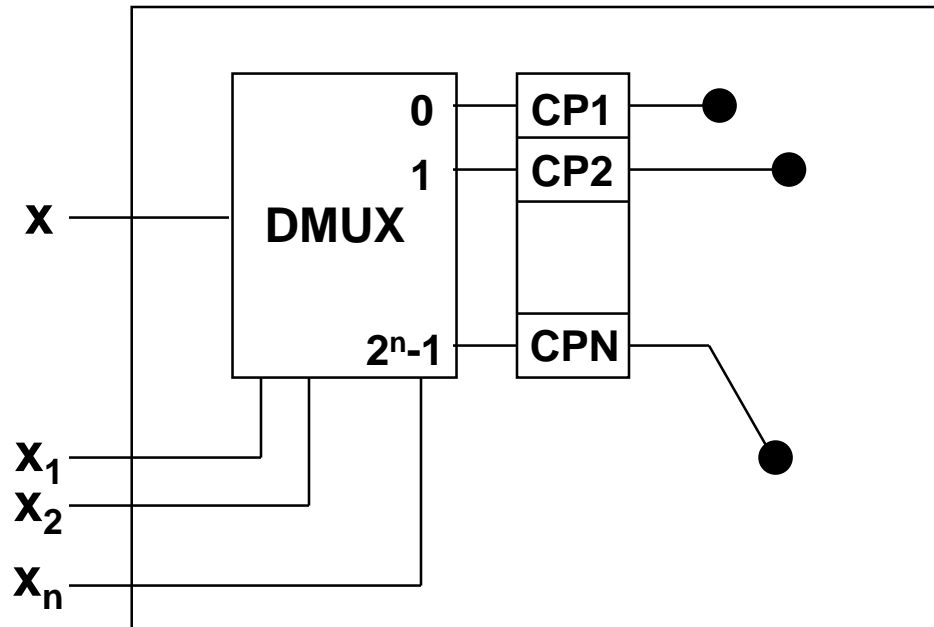 0 CP1
1 CP2
x DMUX
2ⁿ-1 CPN
x₁
x₂
xₙ